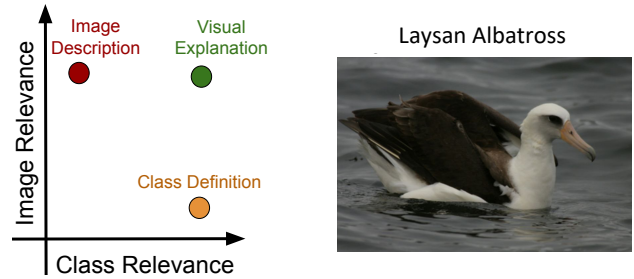 Image
Description
Visual
Explanation
Class Definition
Image Relevance
Class Relevance
Laysan Albatross